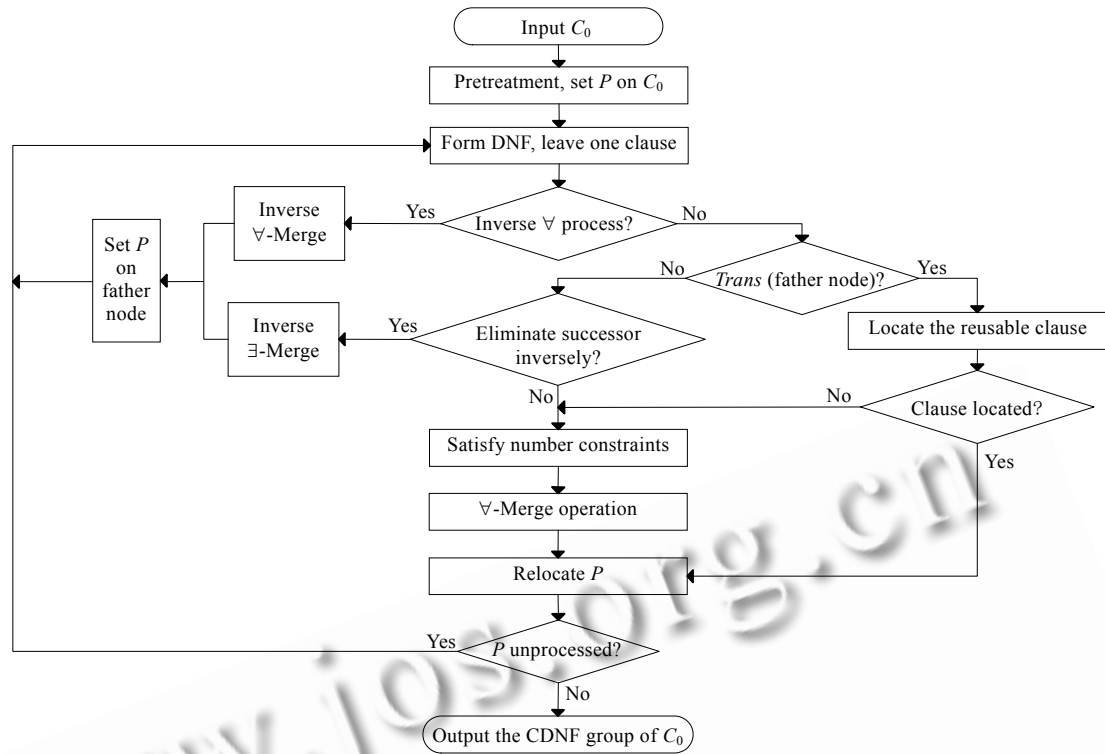 Input C₀
Pretreatment, set P on C₀
Form DNF, leave one clause
Inverse ∀ process?
Yes
No
Inverse
∀-Merge
Set P
on
father
node
Trans (father node)?
No
Yes
Eliminate successor
inversely?
Yes
No
Inverse
∃-Merge
Locate the reusable clause
Clause located?
No
Yes
Satisfy number constraints
∀-Merge operation
Relocate P
P unprocessed?
Yes
No
Output the CDNF group of C₀
www.jos.org.cn